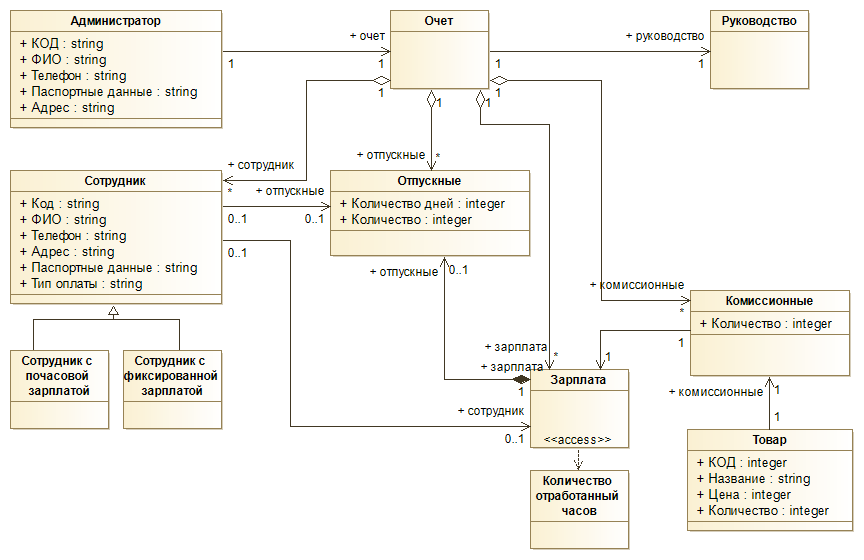 Администратор
+ КОД : string
+ ФИО : string
+ Телефон : string
+ Паспортные данные : string
+ Адрес : string
1
+ счет
1
Счет
1
1
1
1
1
+ руководство
1
Руководство
+ сотрудник
*
+ отпускные
*
Сотрудник
+ Код : string
+ ФИО : string
+ Телефон : string
+ Адрес : string
+ Паспортные данные : string
+ Тип оплаты : string
0..1
+ отпускные
0..1
0..1
Отпускные
+ Количество дней : integer
+ Количество : integer
+ отпускные
0..1
+ комиссионные
*
Комиссионные
+ Количество : integer
1
1
Сотрудник с
почасовой
зарплатой
Сотрудник с
фиксированной
зарплатой
+ зарплата
*
+ зарплата
1
Зарплата
<<access>>
+ сотрудник
0..1
Количество
отработанный
часов
+ комиссионные
1
1
Товар
+ КОД : integer
+ Название : string
+ Цена : integer
+ Количество : integer